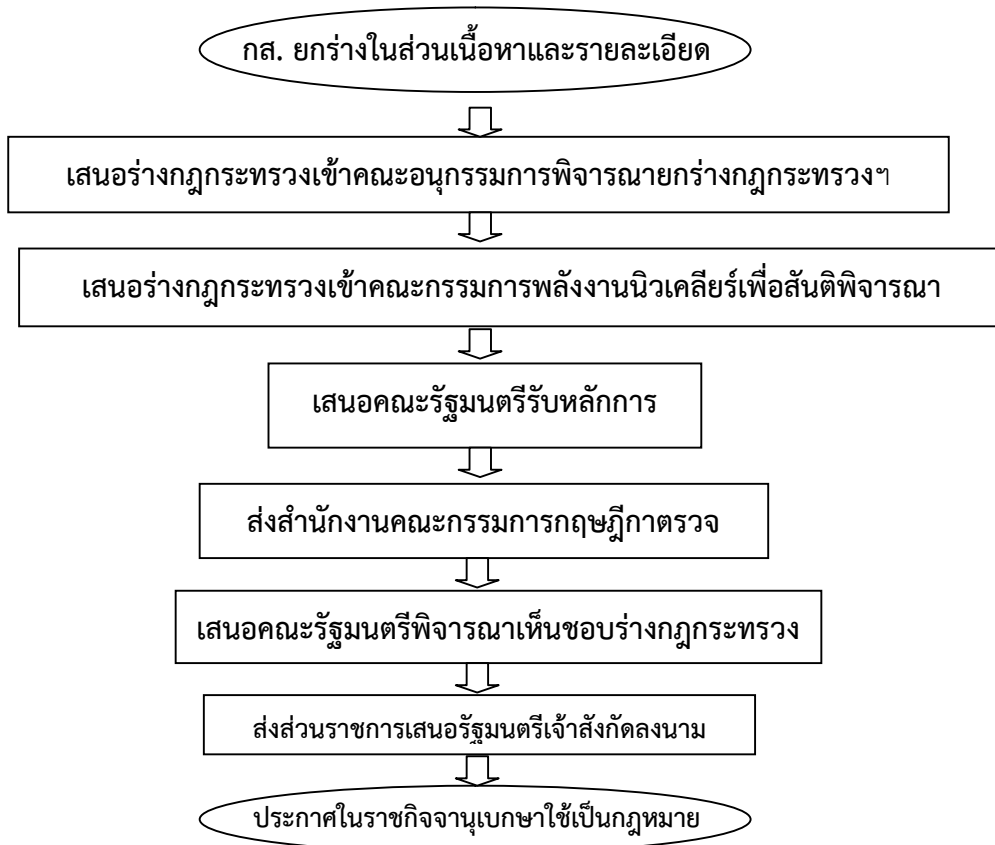 กส. ยกร่างในส่วนเนื้อหาและรายละเอียด
เสนอร่างกฎกระทรวงเข้าคณะอนุกรรมการพิจารณายกร่างกฎกระทรวงฯ
เสนอร่างกฎกระทรวงเข้าคณะกรรมการพลังงานนิวเคลียร์เพื่อสันติพิจารณา
เสนอคณะรัฐมนตรีรับหลักการ
ส่งสำนักงานคณะกรรมการกฤษฎีกาตรวจ
เสนอคณะรัฐมนตรีพิจารณาเห็นชอบร่างกฎกระทรวง
ส่งส่วนราชการเสนอรัฐมนตรีเจ้าสังกัดลงนาม
ประกาศในราชกิจจานุเบกษาใช้เป็นกฎหมาย